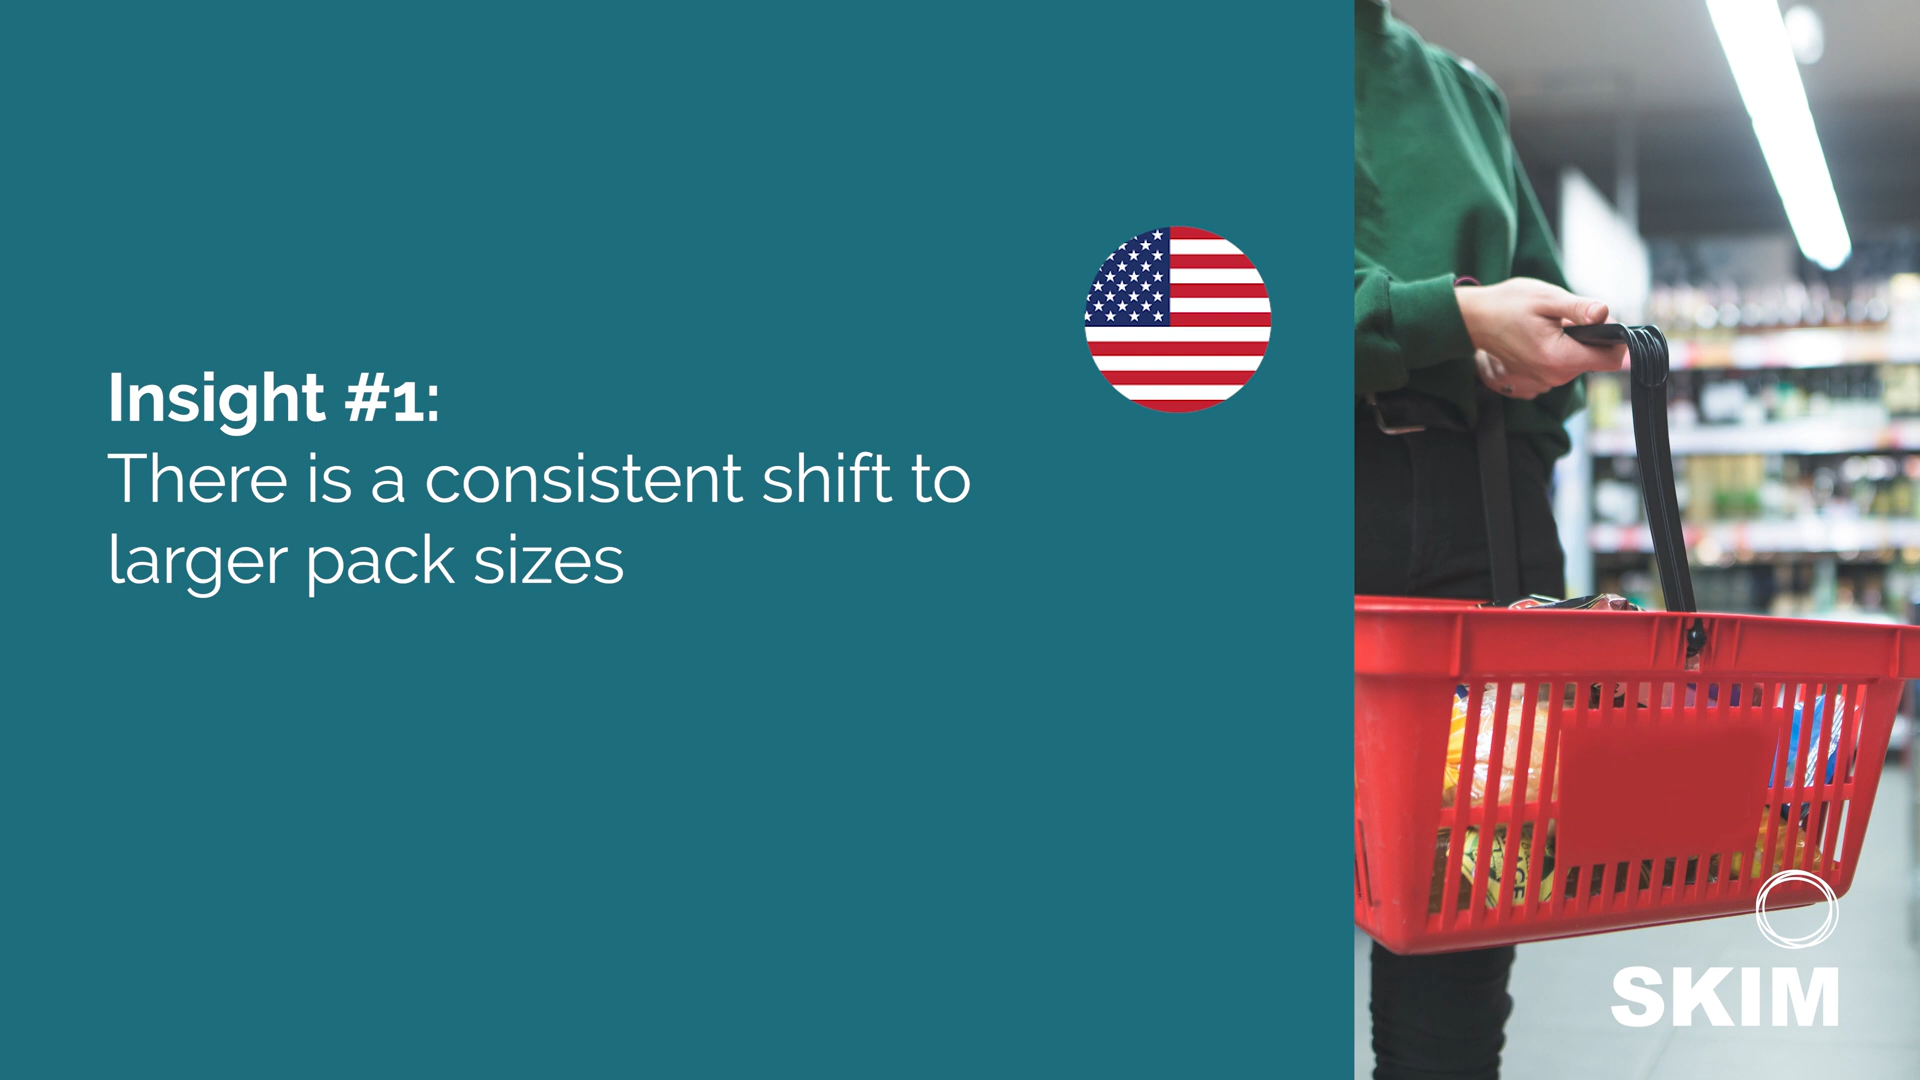 Insight #1:
There is a consistent shift to
larger pack sizes
SKIM